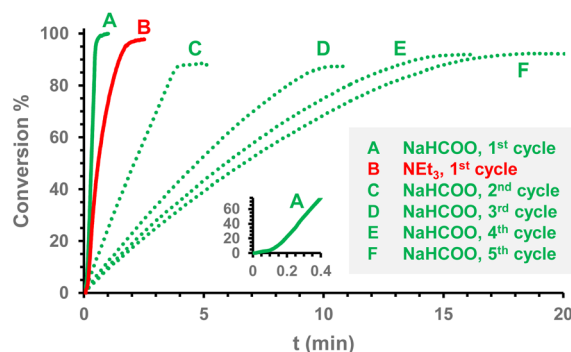 A
B
C
D
E
F
100
80
60
40
20
0
Conversion %
A
60
40
20
0
0
0.2
0.4
A NaHCOO, 1st cycle
B NEt3, 1st cycle
C NaHCOO, 2nd cycle
D NaHCOO, 3rd cycle
E NaHCOO, 4th cycle
F NaHCOO, 5th cycle
0
5
10
15
20
t (min)